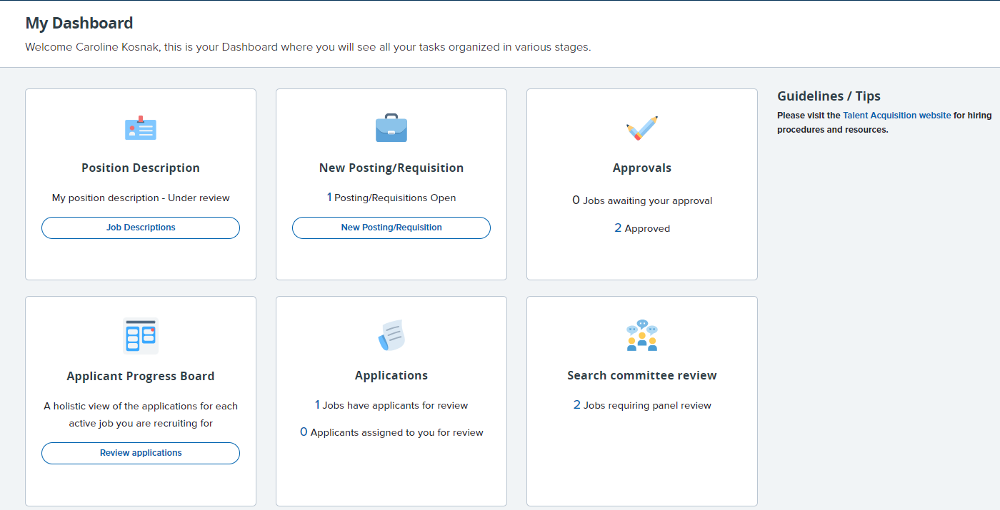 My Dashboard
Welcome Caroline Kosnak, this is your Dashboard where you will see all your tasks organized in various stages.
Position Description
My position description - Under review
Job Descriptions
New Posting/Requisition
1 Posting/Requisitions Open
New Posting/Requisition
Approvals
0 Jobs awaiting your approval
2 Approved
Guidelines / Tips
Please visit the Talent Acquisition website for hiring
procedures and resources.
Applicant Progress Board
A holistic view of the applications for each
active job you are recruiting for
Review applications
Applications
1 Jobs have applicants for review
0 Applicants assigned to you for review
Search committee review
2 Jobs requiring panel review